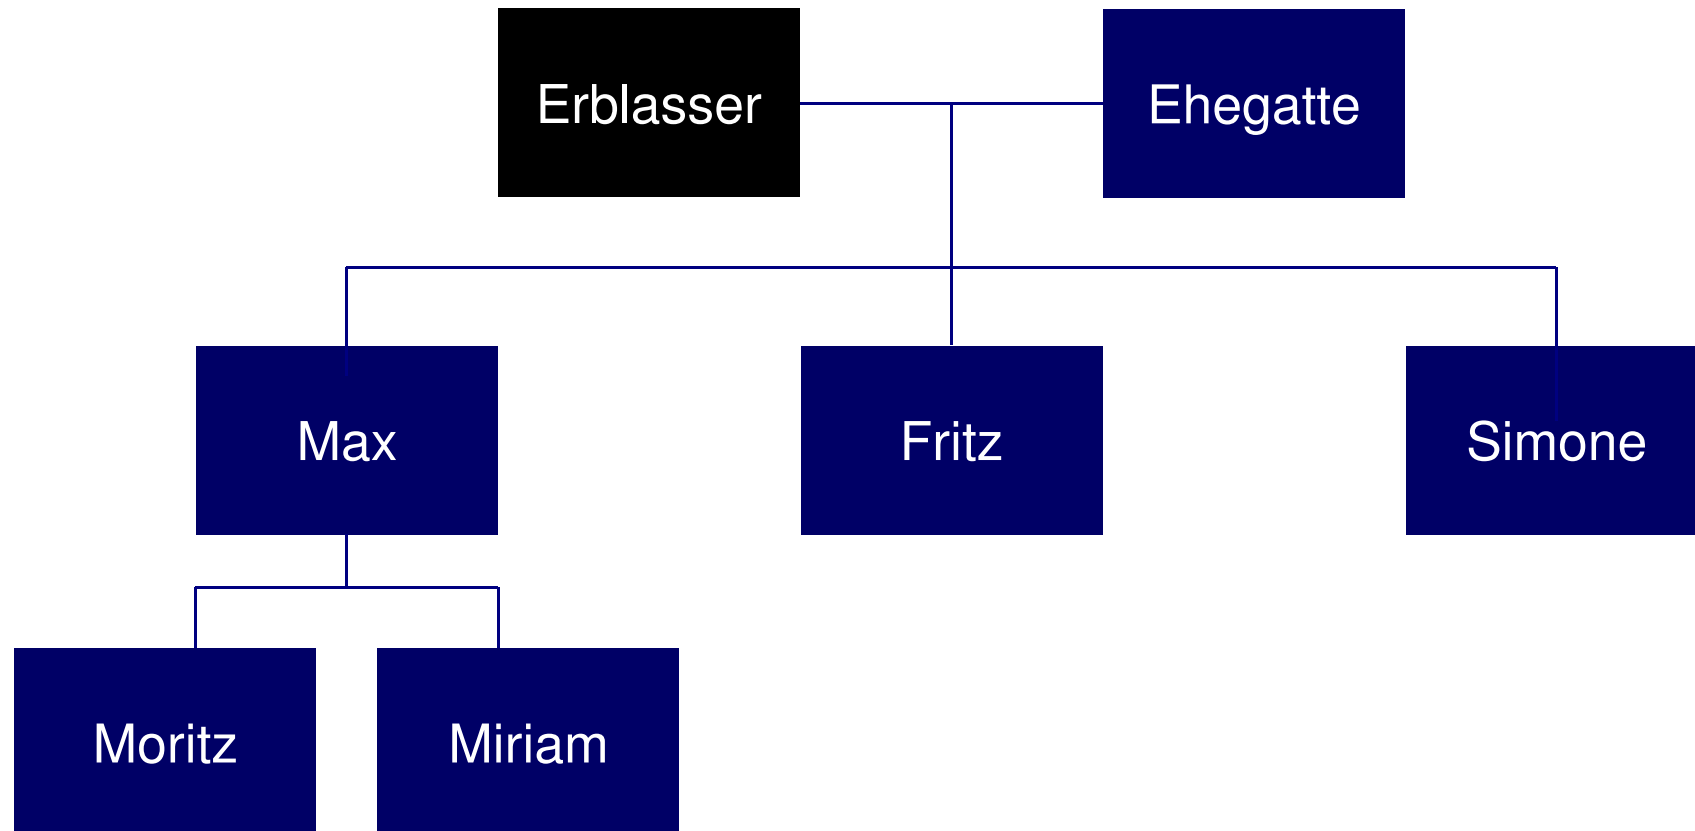 Erblasser
Ehegatte
Max
Fritz
Simone
Moritz
Miriam